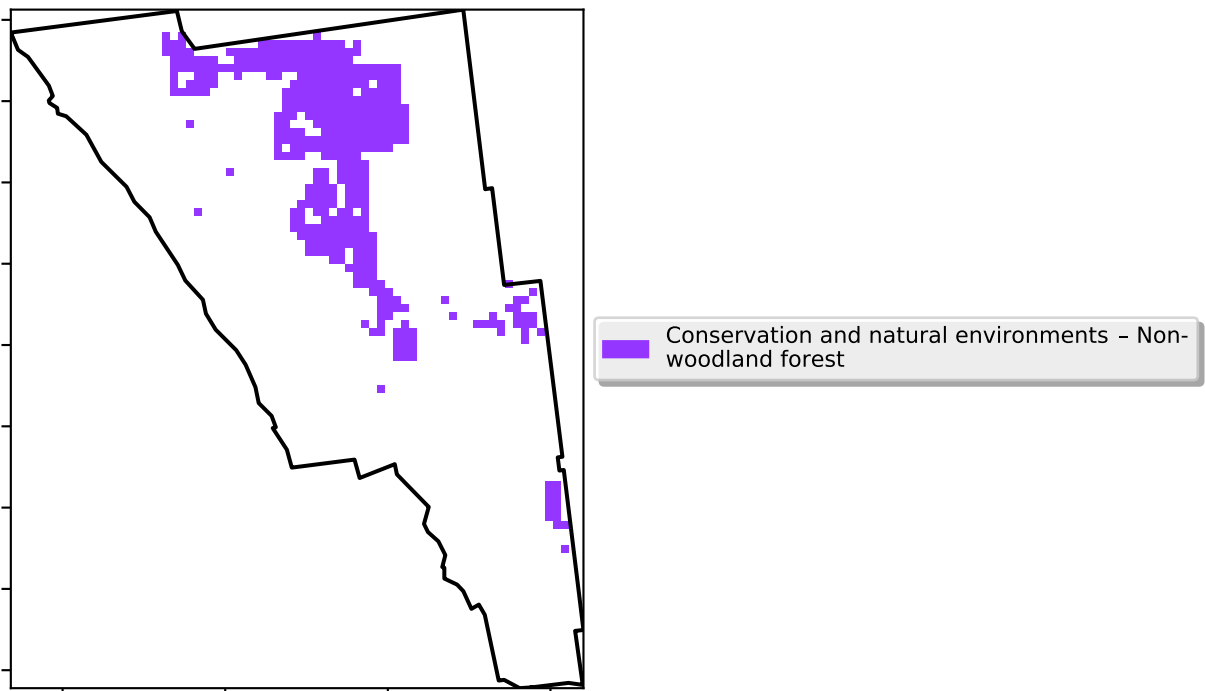 Conservation and natural environments – Non-
woodland forest